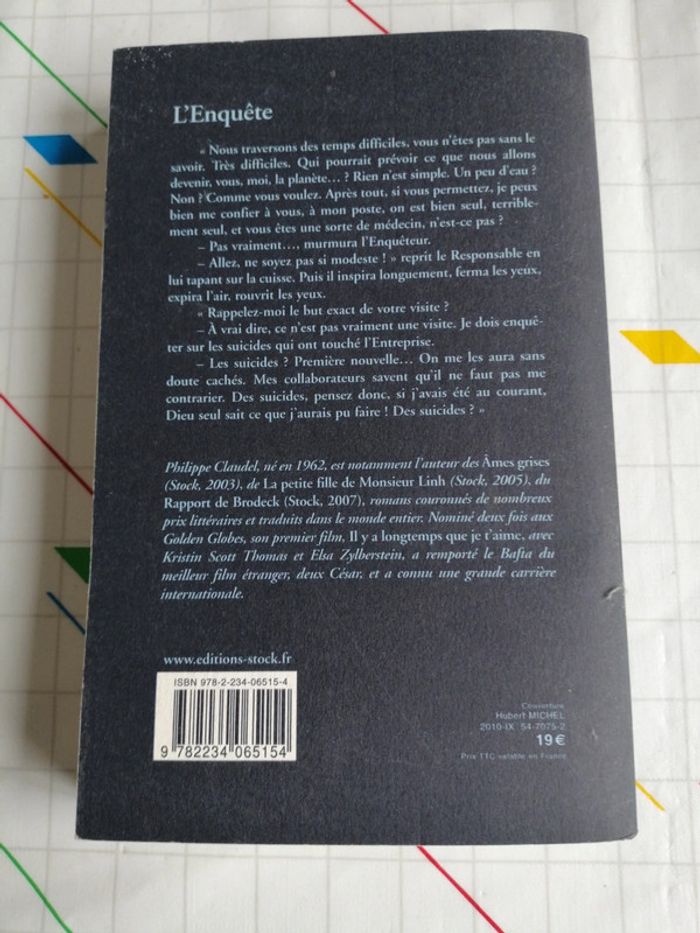 L'Enquête
« Nous traversons des temps difficiles, vous n'êtes pas sans le
savoir. Très difficiles. Qui pourrait prévoir ce que nous allons
devenir, vous, moi, la planète… ? Rien n'est simple. Un peu d'eau ?
Non ? Comme vous voulez. Après tout, si vous permettez, je peux
bien me confier à vous, à mon poste, on est bien seul, terrible-
ment seul, et vous êtes une sorte de médecin, n'est-ce pas ?
– Pas vraiment…, murmura l'Enquêteur.
– Allez, ne soyez pas si modeste ! » reprit le Responsable en
lui tapant sur la cuisse. Puis il inspira longuement, ferma les yeux,
expira l'air, rouvrit les yeux.
« Rappelez-moi le but exact de votre visite ?
– À vrai dire, ce n'est pas vraiment une visite. Je dois enquê-
ter sur les suicides qui ont touché l'Entreprise.
– Les suicides ? Première nouvelle… On me les aura sans
doute cachés. Mes collaborateurs savent qu'il ne faut pas me
contrarier. Des suicides, pensez donc, si j'avais été au courant,
Dieu seul sait ce que j'aurais pu faire ! Des suicides ? »
Philippe Claudel, né en 1962, est notamment l'auteur des Âmes grises
(Stock, 2003), de La petite fille de Monsieur Linh (Stock, 2005), du
Rapport de Brodeck (Stock, 2007), romans couronnés de nombreux
prix littéraires et traduits dans le monde entier. Nominé deux fois aux
Golden Globes, son premier film, Il y a longtemps que je t'aime, avec
Kristin Scott Thomas et Elsa Zylberstein, a remporté le Bafta du
meilleur film étranger, deux César, et a connu une grande carrière
internationale.
www.editions-stock.fr
ISBN 978-2-234-06515-4
9 782234 065154
Couverture
Hubert MICHEL
2010-IX 54-7075-2
19 €
Prix TTC valable en France